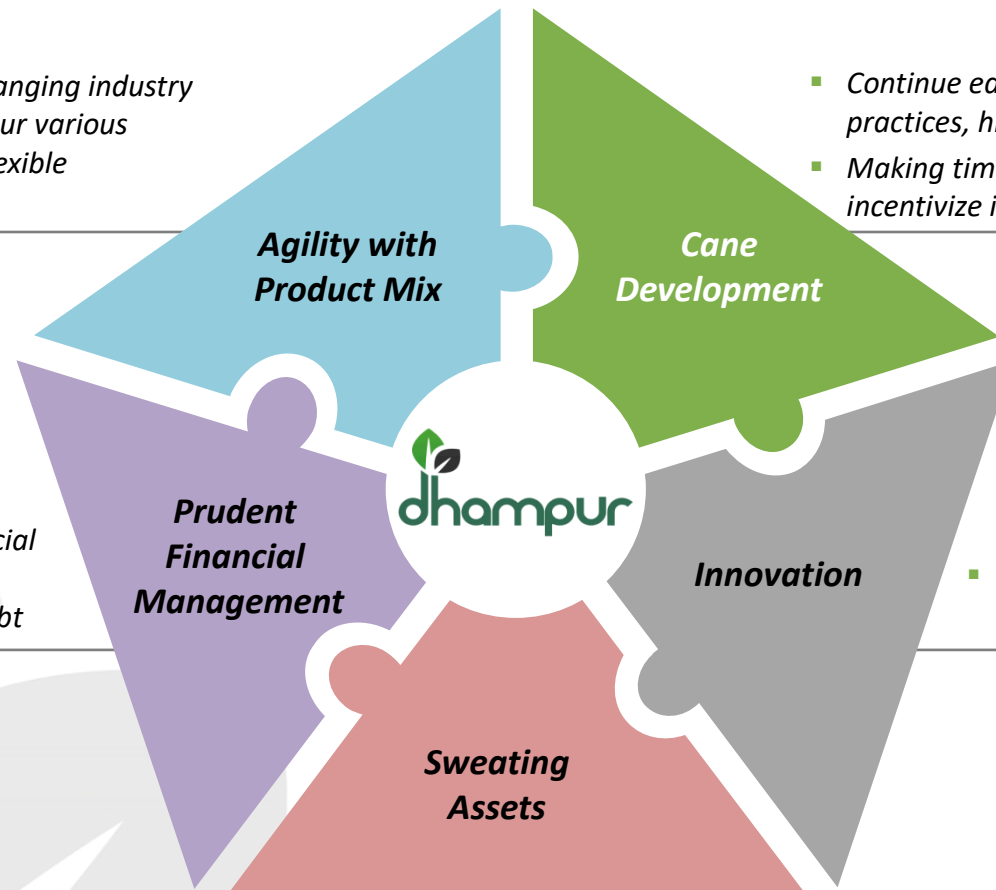 anging industry
ur various
exible
Continue ea
practices, hi
Making tim
incentivize i
Agility with
Product Mix
Cane
Development
dhampur
Prudent
Financial
Management
cial
bt
Innovation
Sweating
Assets